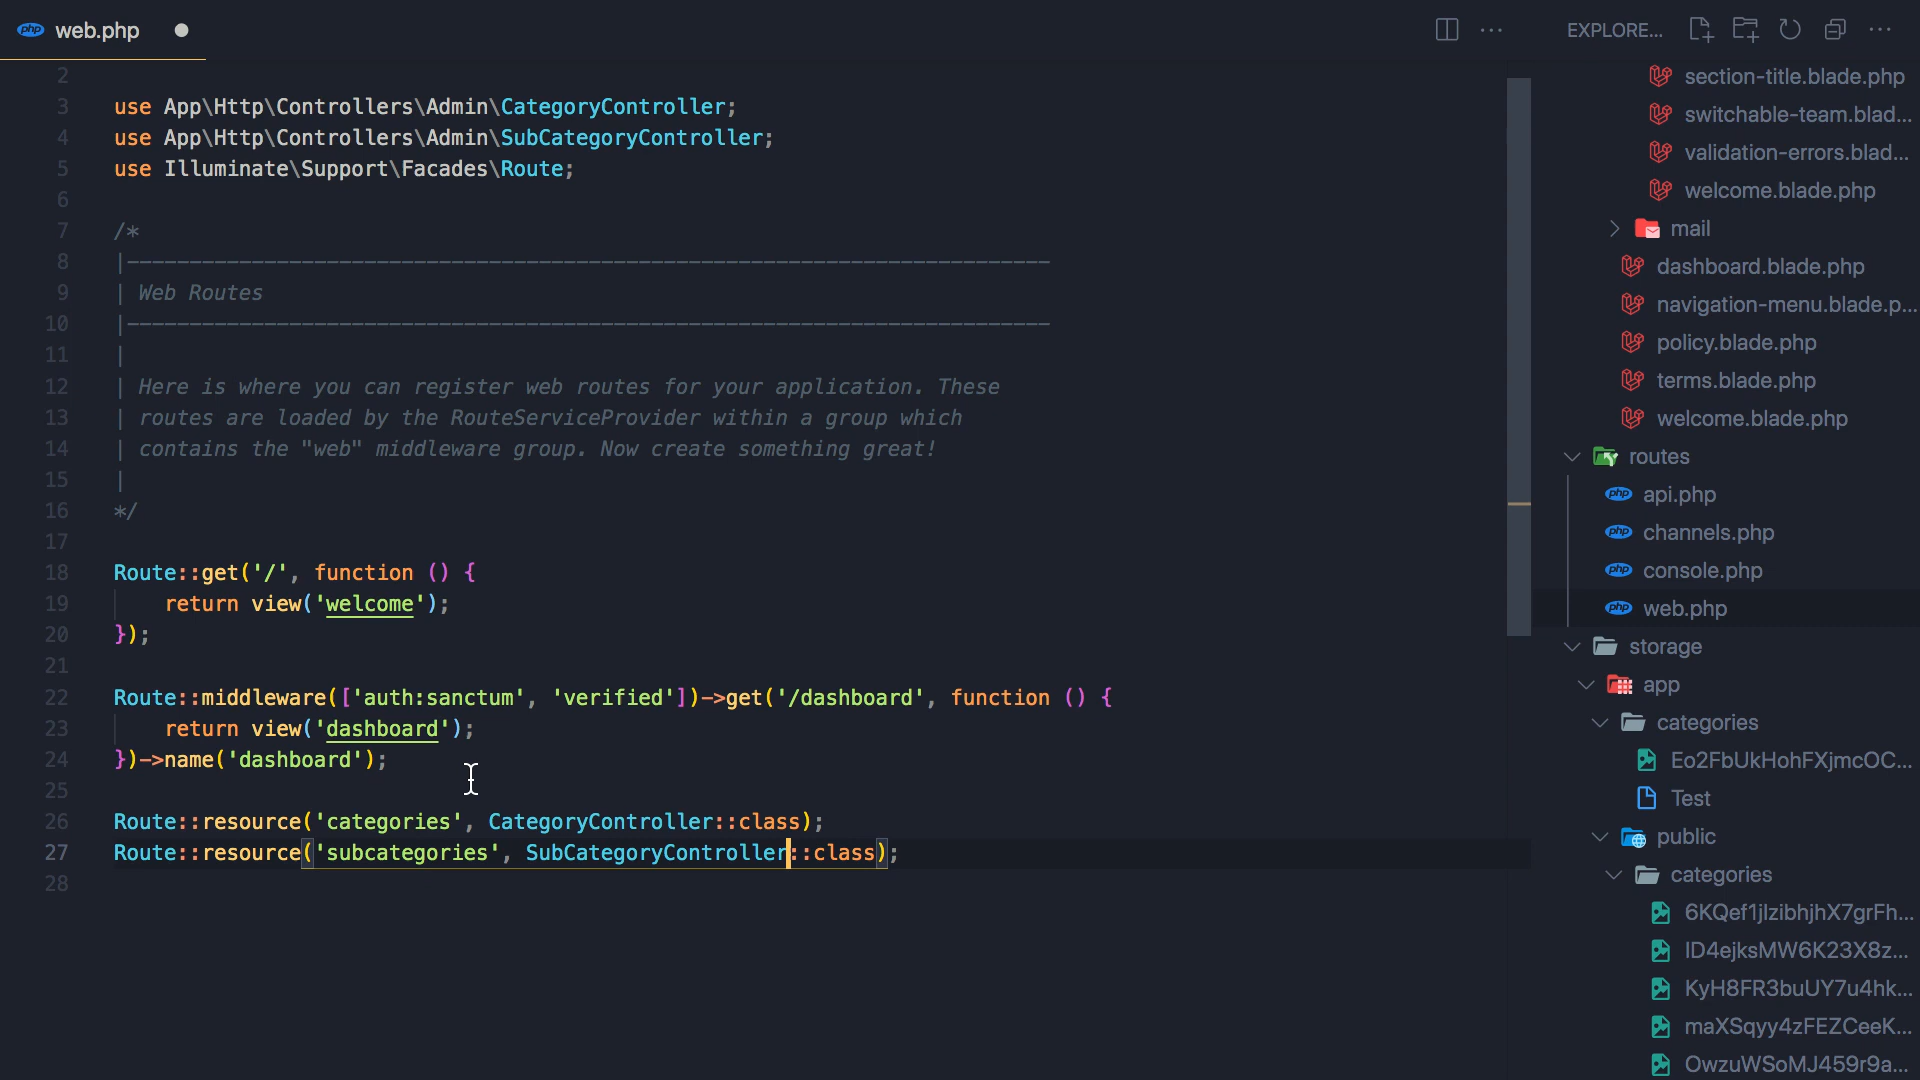 php web.php
EXPLORE...
2
3 use App\Http\Controllers\Admin\CategoryController;
4 use App\Http\Controllers\Admin\SubCategoryController;
5 use Illuminate\Support\Facades\Route;
6
7 /*
8 |--------------------------------------------------------------------------
9 | Web Routes
10 |--------------------------------------------------------------------------
11 |
12 | Here is where you can register web routes for your application. These
13 | routes are loaded by the RouteServiceProvider within a group which
14 | contains the "web" middleware group. Now create something great!
15 |
16 */
17
18 Route::get('/', function () {
19 return view('welcome');
20 });
21
22 Route::middleware(['auth:sanctum', 'verified'])->get('/dashboard', function () {
23 return view('dashboard');
24 })->name('dashboard');
25
26 Route::resource('categories', CategoryController::class);
27 Route::resource('subcategories', SubCategoryController::class);
28
section-title.blade.php
switchable-team.blad...
validation-errors.blad...
welcome.blade.php
mail
dashboard.blade.php
navigation-menu.blade.p...
policy.blade.php
terms.blade.php
welcome.blade.php
routes
php api.php
php channels.php
php console.php
php web.php
storage
app
categories
Eo2FbUkHohFXjmcOC...
Test
public
categories
6KQef1jlzibhjhX7grFh...
ID4ejksMW6K23X8z...
KyH8FR3buUY7u4hk...
maXSqyy4zFEZCeeK...
OwzuWSoMJ459r9a...